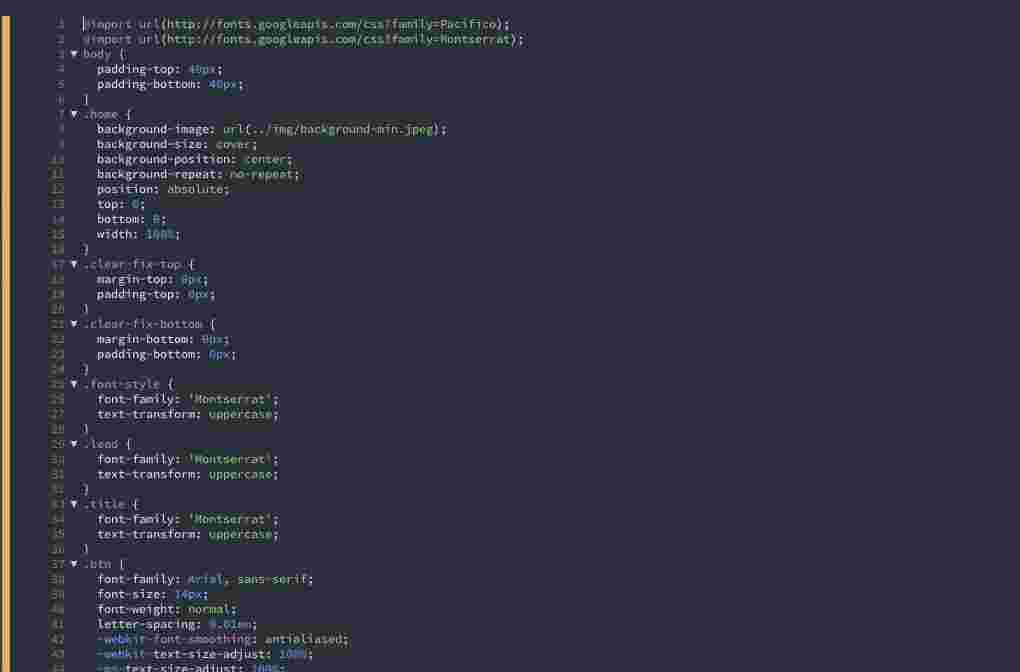 1 @import url(http://fonts.googleapis.com/css?family=Pacifico);
2 @import url(http://fonts.googleapis.com/css?family=Montserrat);
3 ▼ body {
4 padding-top: 40px;
5 padding-bottom: 40px;
6 }
7 ▼ .home {
8 background-image: url(../img/background-min.jpeg);
9 background-size: cover;
10 background-position: center;
11 background-repeat: no-repeat;
12 position: absolute;
13 top: 0;
14 bottom: 0;
15 width: 100%;
16 }
17 ▼ .clear-fix-top {
18 margin-top: 0px;
19 padding-top: 0px;
20 }
21 ▼ .clear-fix-bottom {
22 margin-bottom: 0px;
23 padding-bottom: 0px;
24 }
25 ▼ .font-style {
26 font-family: 'Montserrat';
27 text-transform: uppercase;
28 }
29 ▼ .lead {
30 font-family: 'Montserrat';
31 text-transform: uppercase;
32 }
33 ▼ .title {
34 font-family: 'Montserrat';
35 text-transform: uppercase;
36 }
37 ▼ .btn {
38 font-family: Arial, sans-serif;
39 font-size: 14px;
40 font-weight: normal;
41 letter-spacing: 0.01em;
42 -webkit-font-smoothing: antialiased;
43 -webkit-text-size-adjust: 100%;
44 -ms-text-size-adjust: 100%;